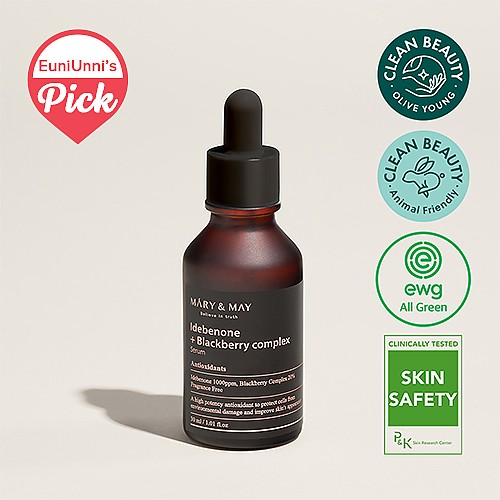 EuniUnni's
Pick
CLEAN BEAUTY
OLIVE YOUNG
CLEAN BEAUTY
Animal Friendly
ewg
All Green
CLINICALLY TESTED
SKIN
SAFETY
P&K Skin Research Center
MARY & MAY
Believe in truth
Idebenone
+ Blackberry complex
Serum
Antioxidants
Idebenone 1000ppm, Blackberry Complex 20%
Fragrance Free
A high potency antioxidant to protect cells from
environmental damage and improve skin's
30 ml / 1.01 fl.oz